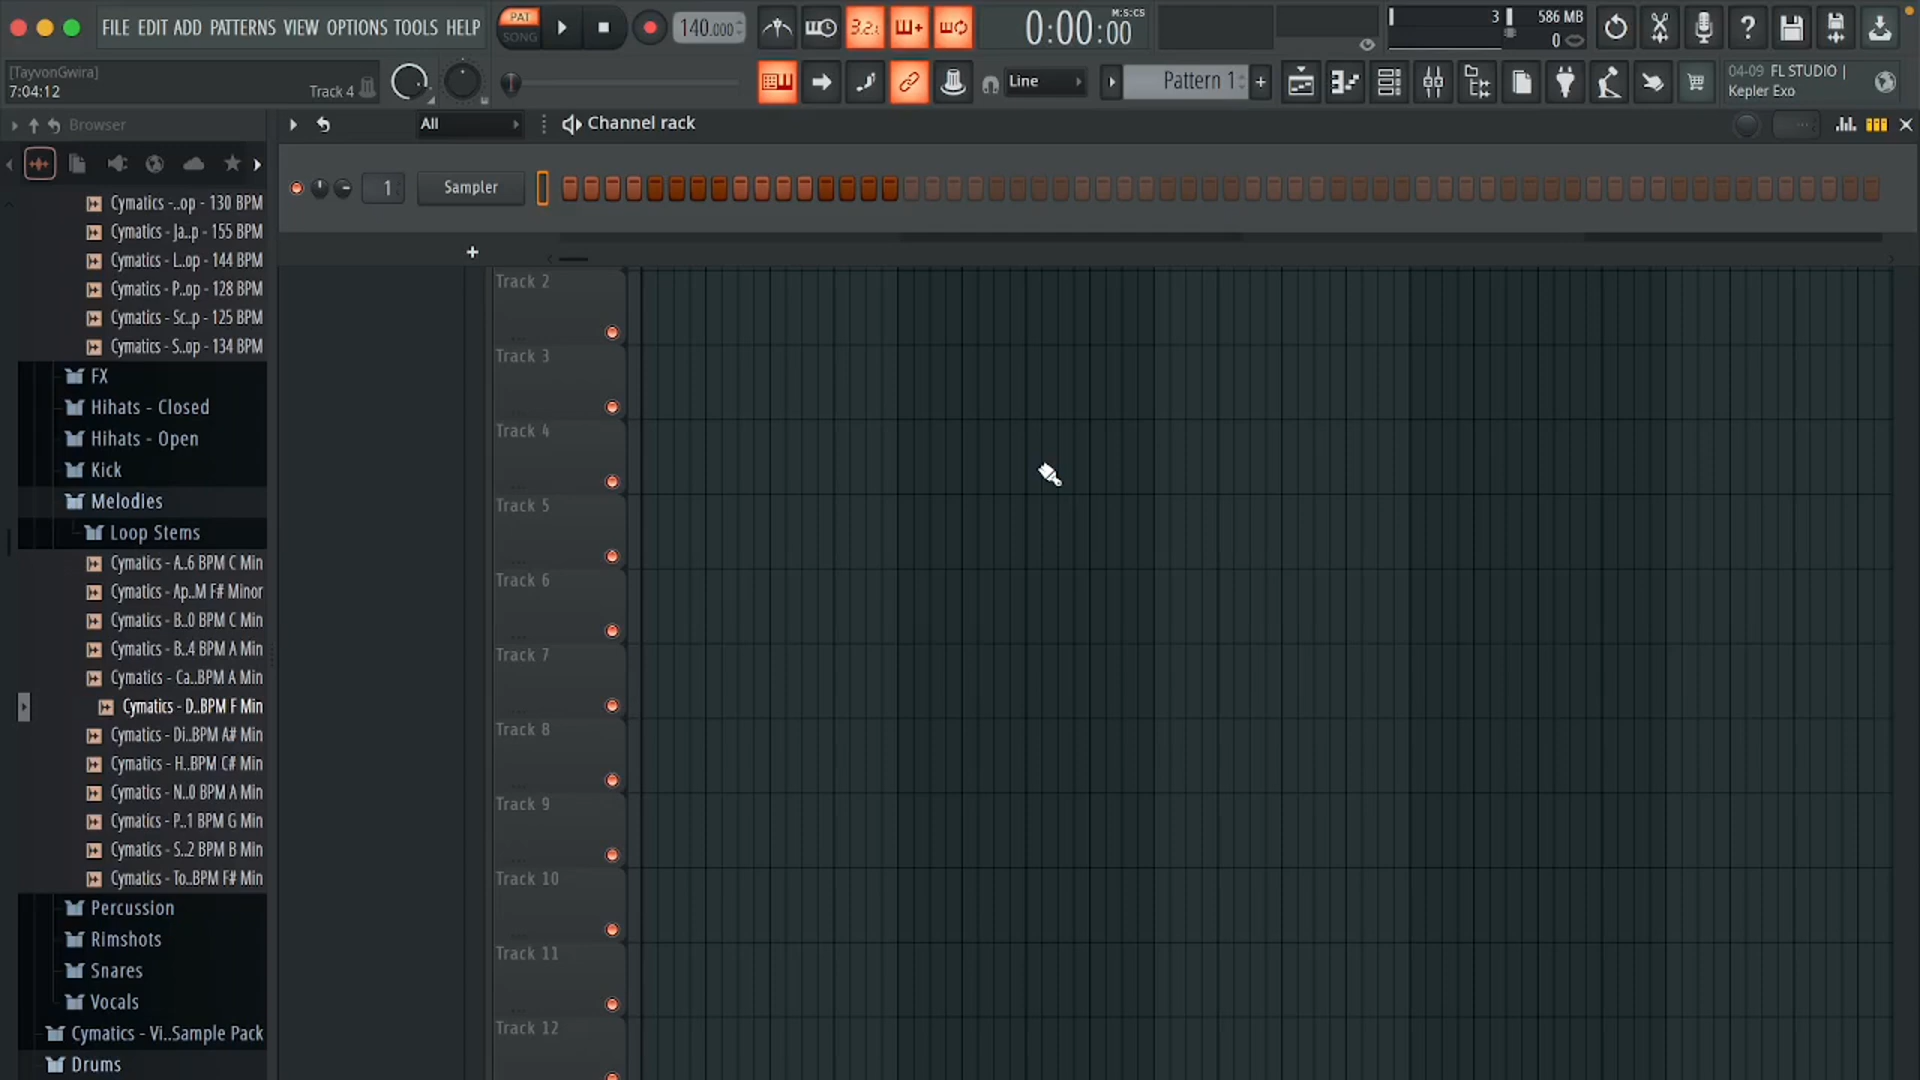 FILE EDIT ADD PATTERNS VIEW OPTIONS TOOLS HELP
PAT
SONG
140.000
3.2.
0:00:00
M:S:CS
3
586 MB
0
[TayvonGwira]
7:04:12
Track 4
Line
Pattern 1
+
04-09 FL STUDIO |
Kepler Exo
Browser
All
Channel rack
1
Sampler
+
Cymatics -..op - 130 BPM
Cymatics - Ja..p - 155 BPM
Cymatics - L..op - 144 BPM
Cymatics - P..op - 128 BPM
Cymatics - Sc..p - 125 BPM
Cymatics - S..op - 134 BPM
FX
Hihats - Closed
Hihats - Open
Kick
Melodies
Loop Stems
Cymatics - A..6 BPM C Min
Cymatics - Ap..M F# Minor
Cymatics - B..0 BPM C Min
Cymatics - B..4 BPM A Min
Cymatics - Ca..BPM A Min
Cymatics - D..BPM F Min
Cymatics - Di..BPM A# Min
Cymatics - H..BPM C# Min
Cymatics - N..0 BPM A Min
Cymatics - P..1 BPM G Min
Cymatics - S..2 BPM B Min
Cymatics - To..BPM F# Min
Percussion
Rimshots
Snares
Vocals
Cymatics - Vi..Sample Pack
Drums
Track 2
Track 3
Track 4
Track 5
Track 6
Track 7
Track 8
Track 9
Track 10
Track 11
Track 12